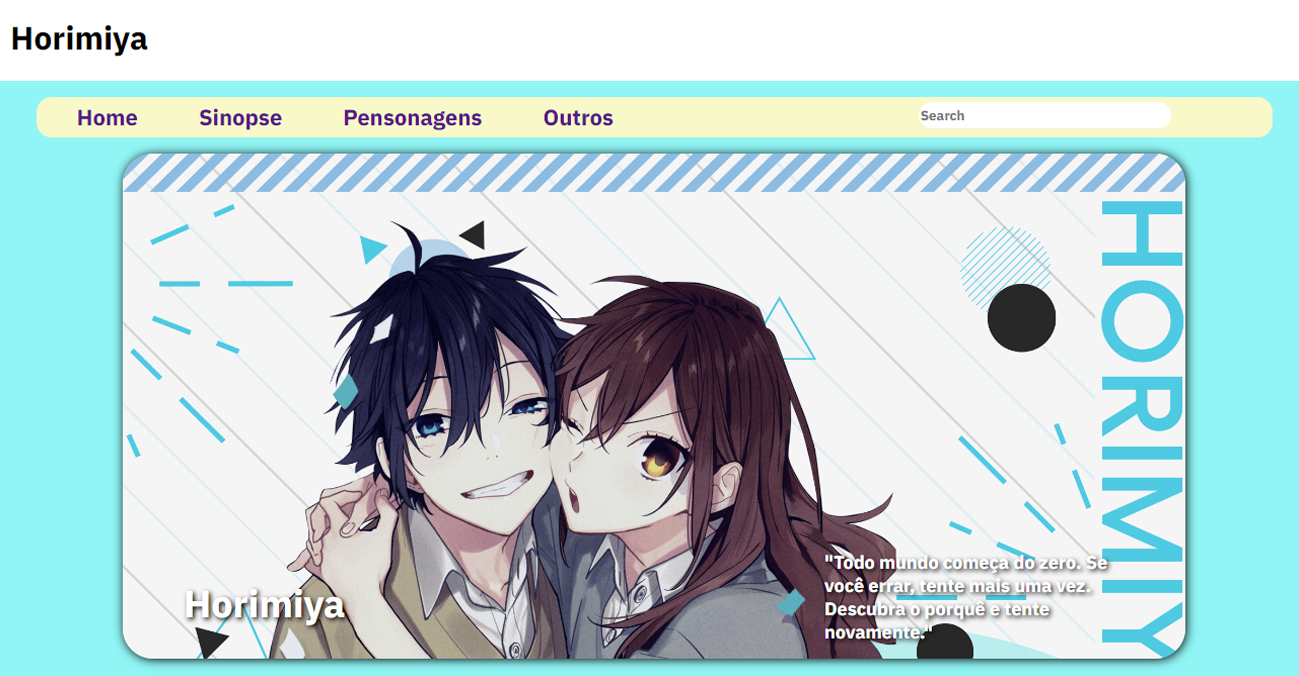 Horimiya
Home Sinopse Pensonagens Outros Search
HORIMIY
Horimiya
"Todo mundo começa do zero. Se
você errar, tente mais uma vez.
Descubra o porquê e tente
novamente."